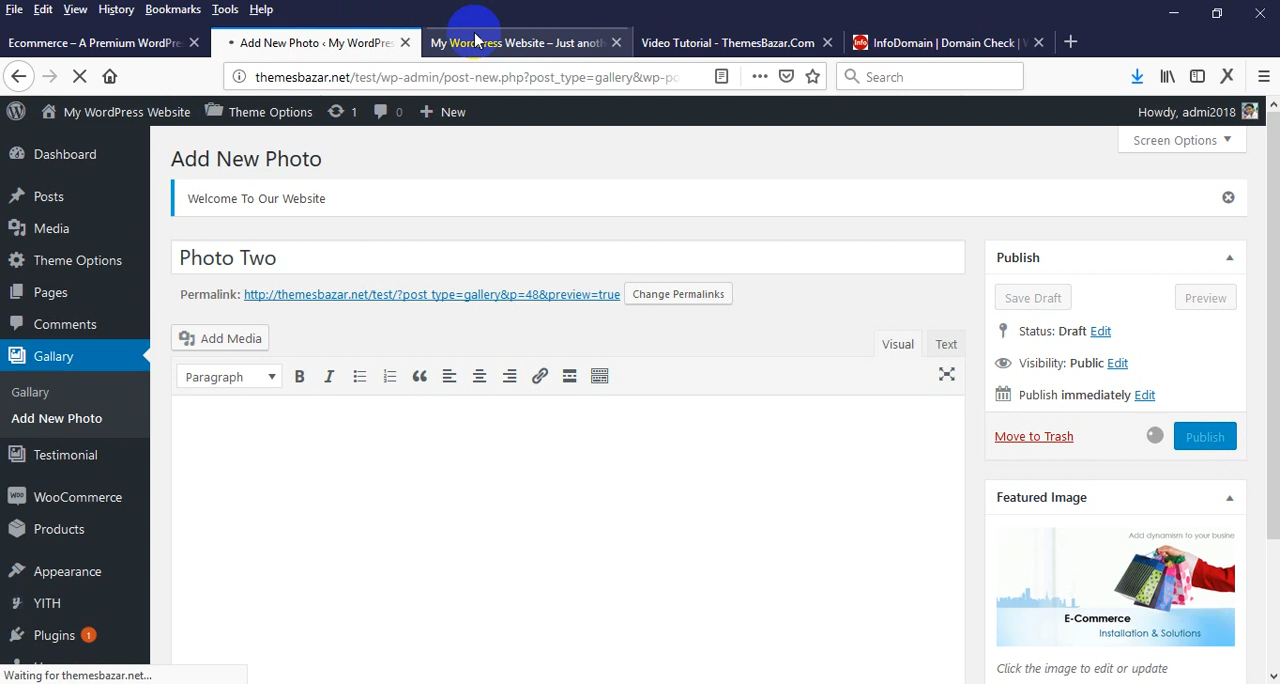 File Edit View History Bookmarks Tools Help
Ecommerce – A Premium WordPre
Add New Photo ‹ My WordPres
My WordPress Website – Just anoth
Video Tutorial - ThemesBazar.Com
InfoDomain | Domain Check |
themesbazar.net/test/wp-admin/post-new.php?post_type=gallery&wp-po
Search
My WordPress Website
Theme Options
1
0
New
Howdy, admi2018
Dashboard
Posts
Media
Theme Options
Pages
Comments
Gallary
Gallary
Add New Photo
Testimonial
WooCommerce
Products
Appearance
YITH
Plugins 1
Screen Options
Add New Photo
Welcome To Our Website
Photo Two
Permalink: http://themesbazar.net/test/?post_type=gallery&p=48&preview=true Change Permalinks
Add Media
Visual Text
Paragraph
Publish
Save Draft Preview
Status: Draft Edit
Visibility: Public Edit
Publish immediately Edit
Move to Trash Publish
Featured Image
Add dynamism to your busine
E-Commerce
Installation & Solutions
Click the image to edit or update
Waiting for themesbazar.net...